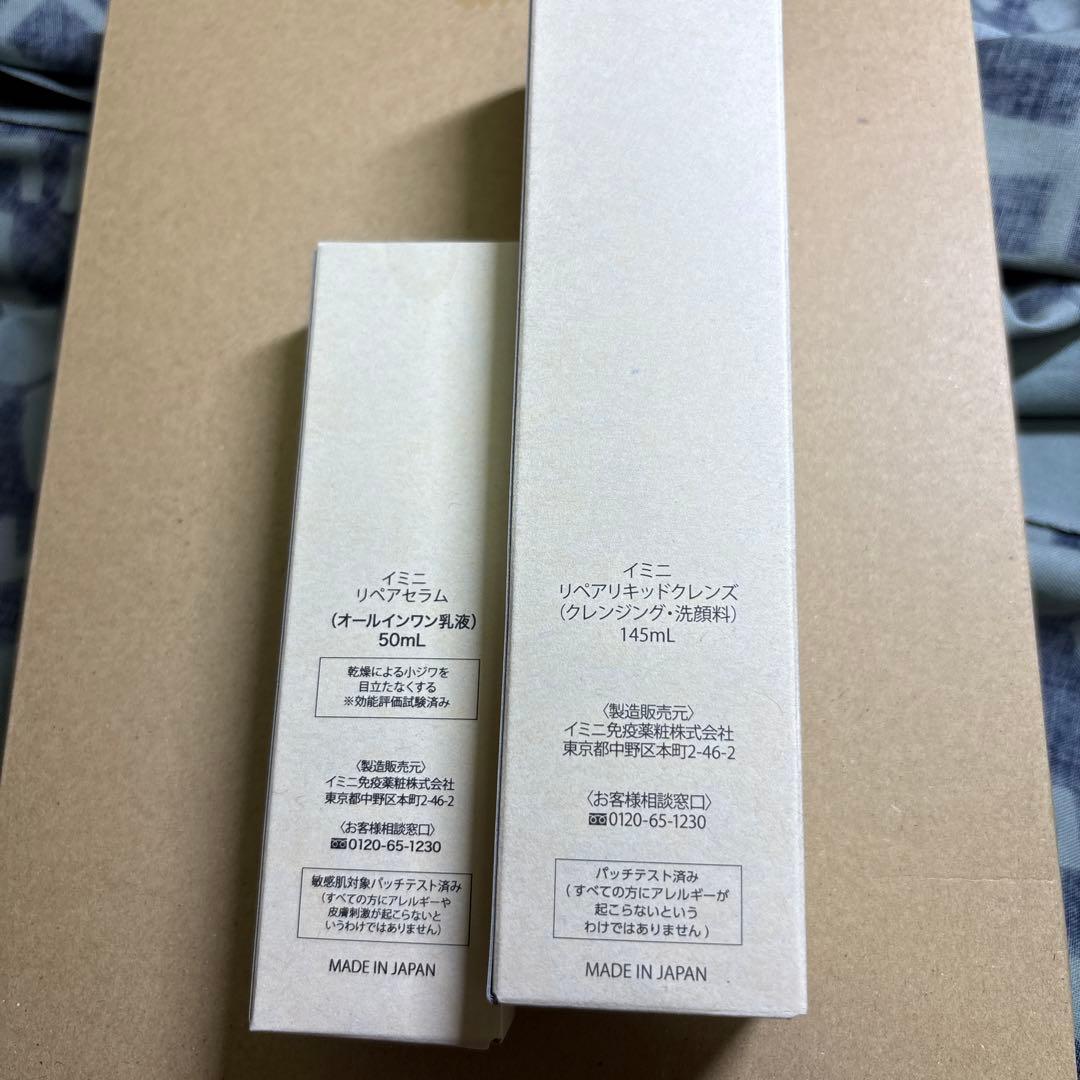 イミニ
リペアセラム
（オールインワン乳液）
50mL
乾燥による小ジワを
目立たなくする
※効能評価試験済み
〈製造販売元〉
イミニ免疫薬粧株式会社
東京都中野区本町2-46-2
〈お客様相談窓口〉
0120-65-1230
敏感肌対象パッチテスト済み
（すべての方にアレルギーや
皮膚刺激が起こらないと
いうわけではありません）
MADE IN JAPAN
イミニ
リペアリキッドクレンズ
（クレンジング・洗顔料）
145mL
〈製造販売元〉
イミニ免疫薬粧株式会社
東京都中野区本町2-46-2
〈お客様相談窓口〉
0120-65-1230
パッチテスト済み
（すべての方にアレルギーが
起こらないという
わけではありません）
MADE IN JAPAN